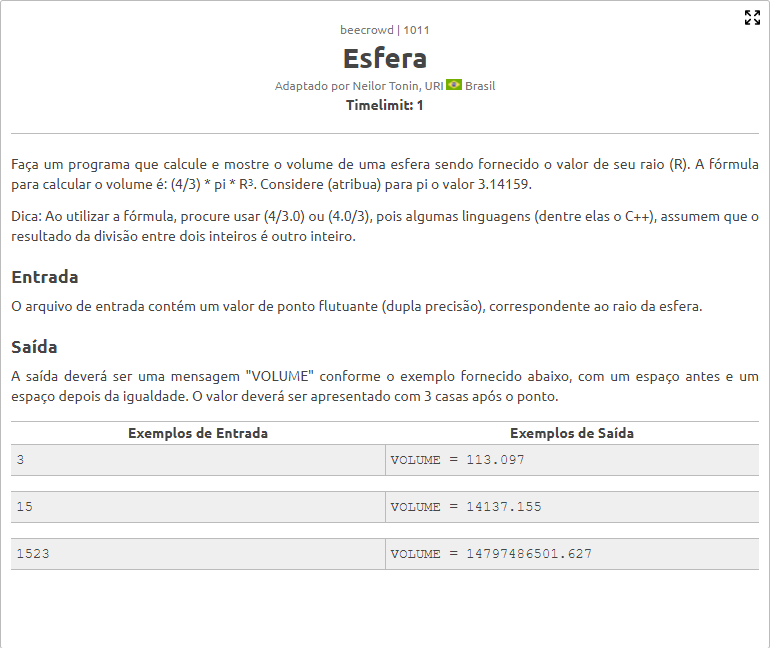 beecrowd | 1011
Esfera
Adaptado por Neilor Tonin, URI Brasil
Timelimit: 1
Faça um programa que calcule e mostre o volume de uma esfera sendo fornecido o valor de seu raio (R). A fórmula
para calcular o volume é: (4/3) * pi * R³. Considere (atribua) para pi o valor 3.14159.
Dica: Ao utilizar a fórmula, procure usar (4/3.0) ou (4.0/3), pois algumas linguagens (dentre elas o C++), assumem que o
resultado da divisão entre dois inteiros é outro inteiro.
Entrada
O arquivo de entrada contém um valor de ponto flutuante (dupla precisão), correspondente ao raio da esfera.
Saída
A saída deverá ser uma mensagem "VOLUME" conforme o exemplo fornecido abaixo, com um espaço antes e um
espaço depois da igualdade. O valor deverá ser apresentado com 3 casas após o ponto.
Exemplos de Entrada Exemplos de Saída
3 VOLUME = 113.097
15 VOLUME = 14137.155
1523 VOLUME = 14797486501.627